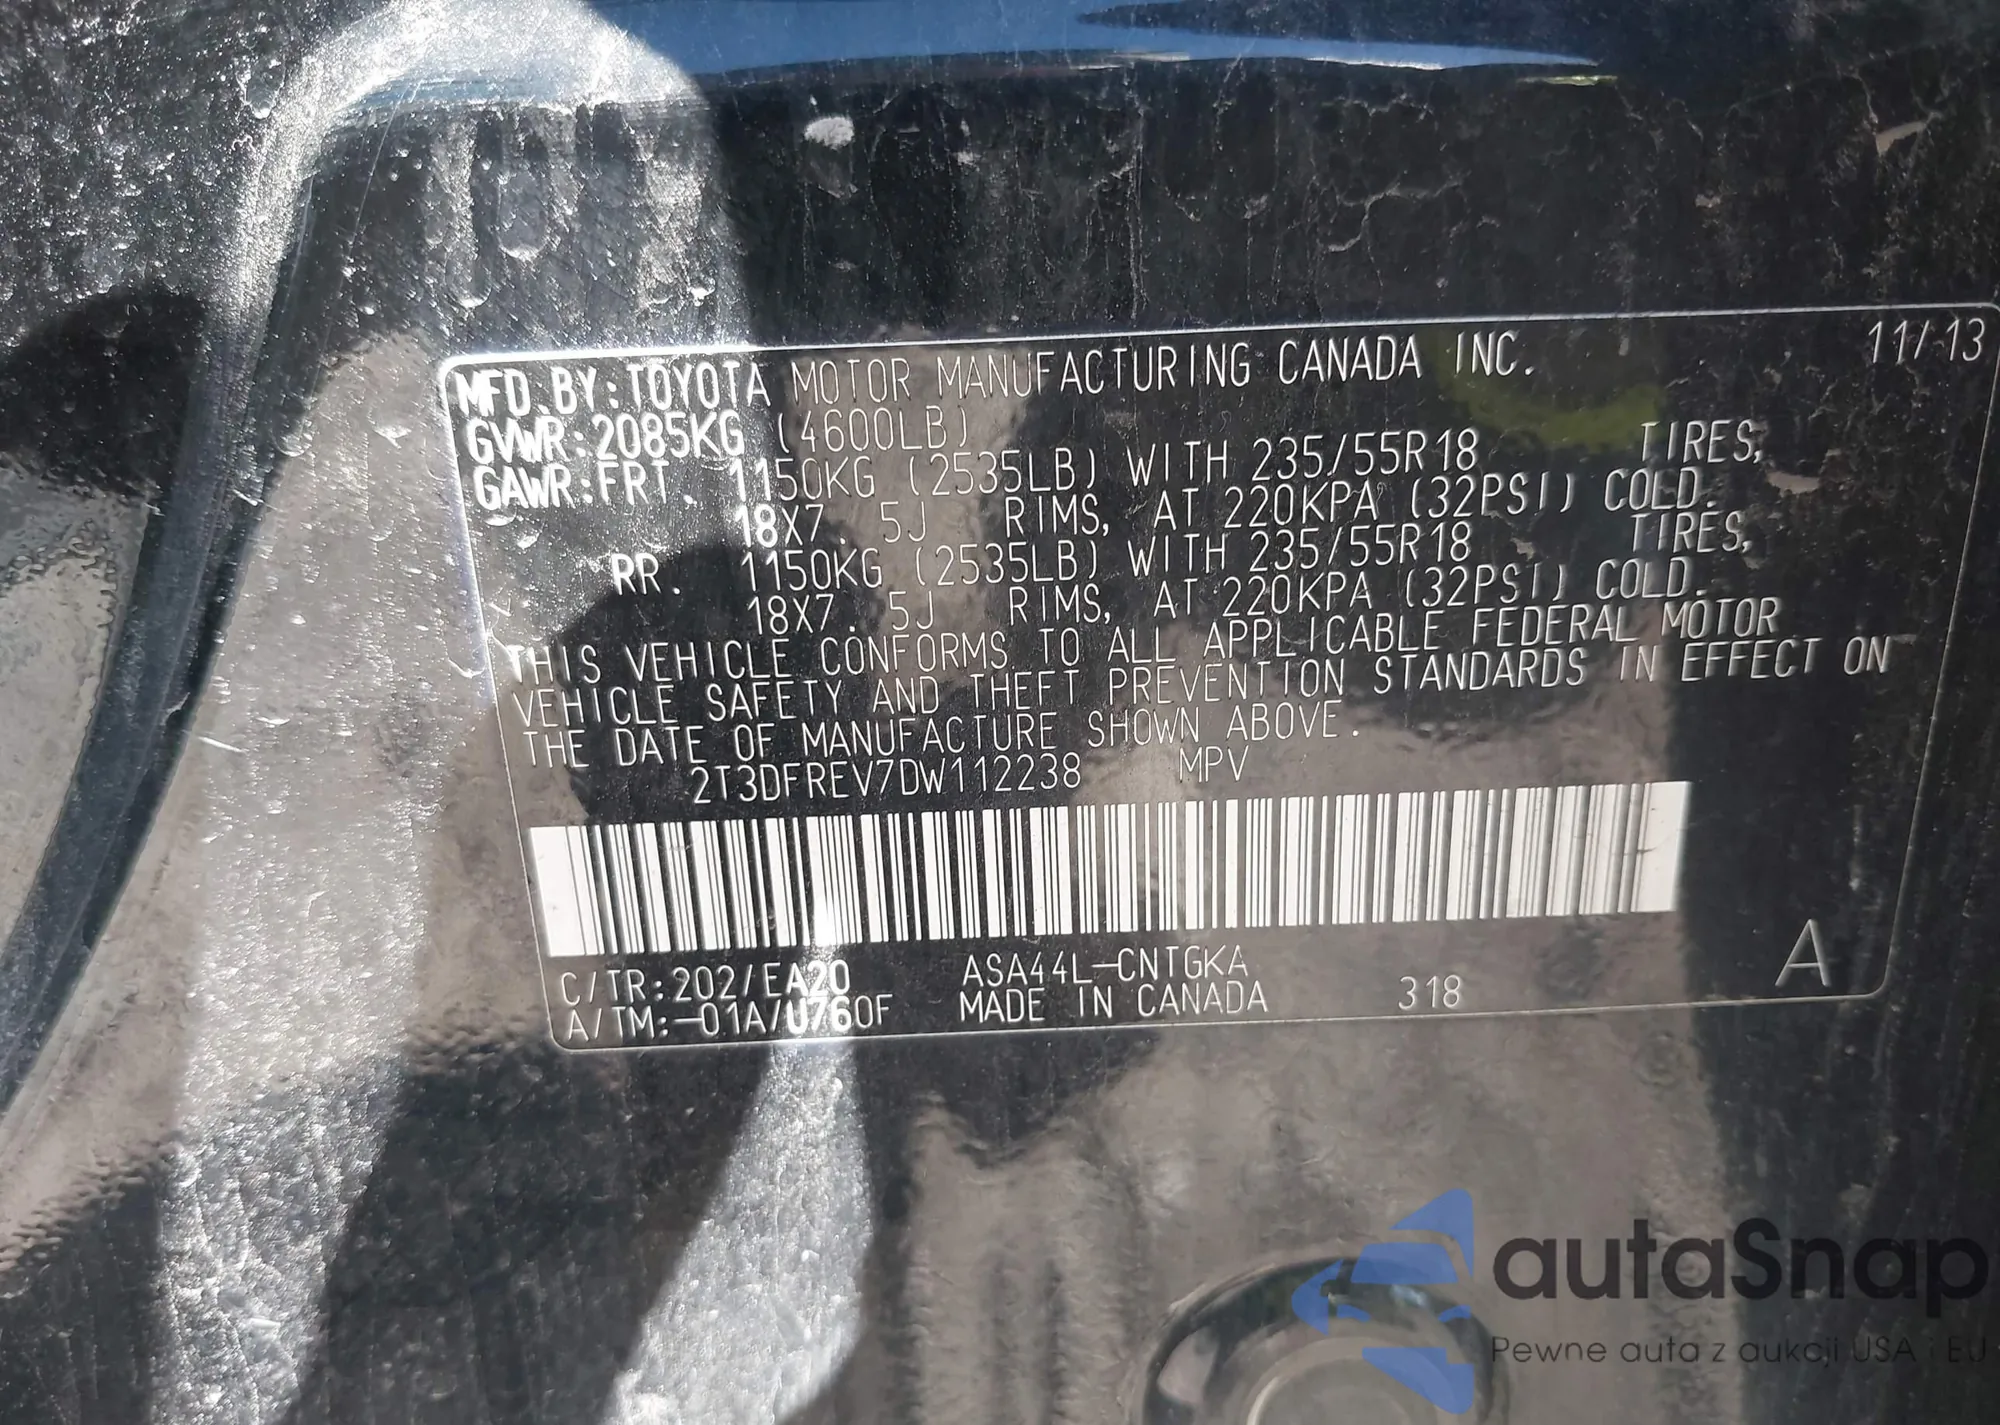 MFD.BY:TOYOTA MOTOR MANUFACTURING CANADA INC. 11/13
GVWR:2085KG (4600LB)
GAWR:FRT. 1150KG (2535LB) WITH 235/55R18 TIRES,
18X7.5J RIMS, AT 220KPA (32PSI) COLD.
RR. 1150KG (2535LB) WITH 235/55R18 TIRES,
18X7.5J RIMS, AT 220KPA (32PSI) COLD.
THIS VEHICLE CONFORMS TO ALL APPLICABLE FEDERAL MOTOR
VEHICLE SAFETY AND THEFT PREVENTION STANDARDS IN EFFECT ON
THE DATE OF MANUFACTURE SHOWN ABOVE.
2T3DFREV7DW112238 MPV
C/TR:202/EA20 ASA44L-CNTGKA
A/TM:-01A/U760F MADE IN CANADA 318 A
autaSnap
Pewne auta z aukcji USA i EU